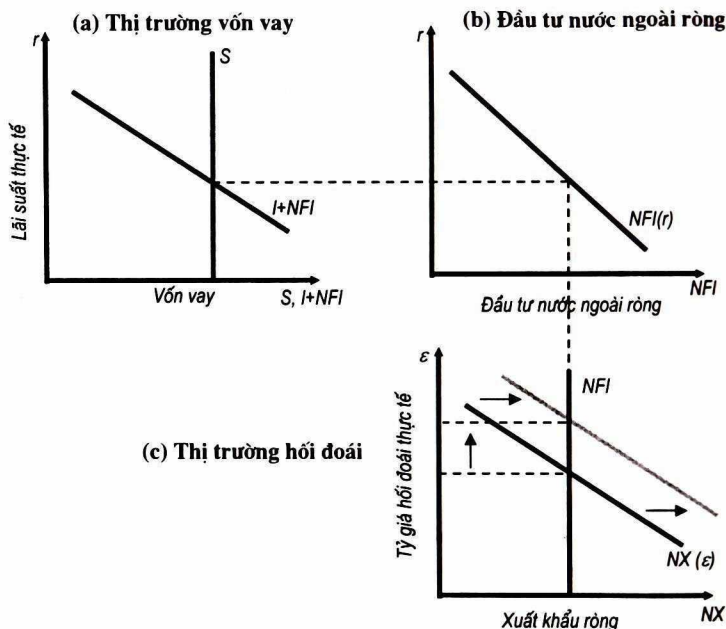 (a) Thị trường vốn vay
r
S
Lãi suất thực tế
I+NFI
Vốn vay
S, I+NFI
(b) Đầu tư nước ngoài ròng
r
NFI(r)
NFI
Đầu tư nước ngoài ròng
(c) Thị trường hối đoái
ε
NFI
Tỷ giá hối đoái thực tế
NX (ε)
NX
Xuất khẩu ròng